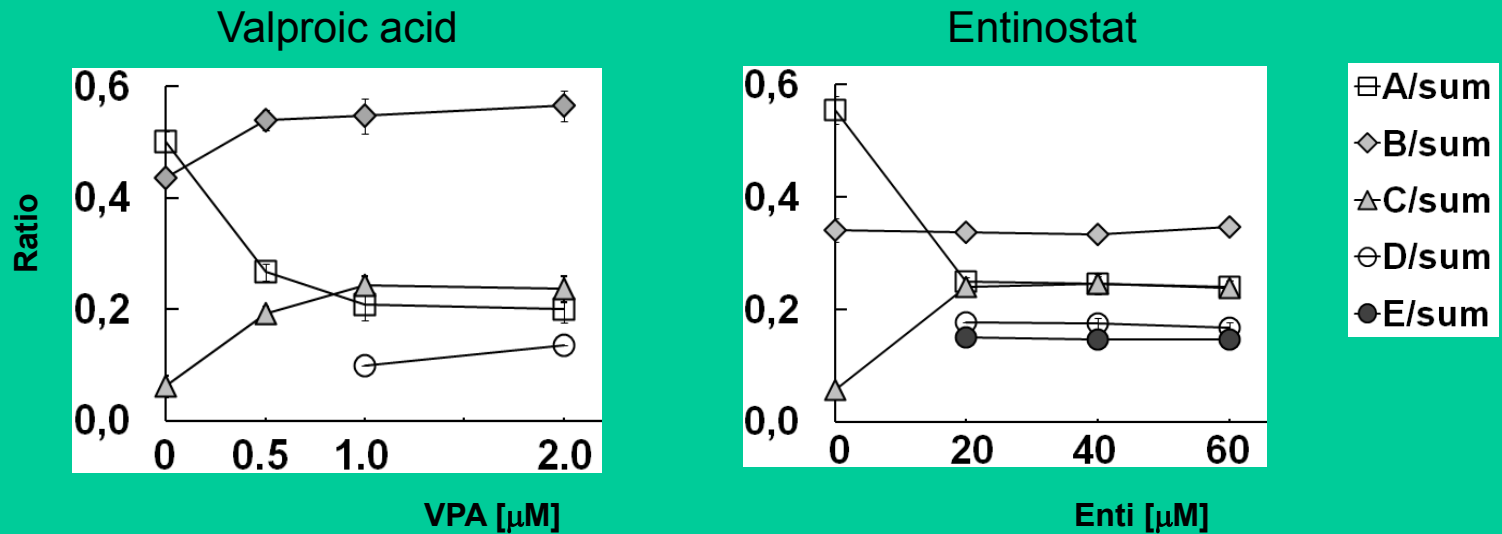 Valproic acid
Entinostat
Ratio
0,6
0,4
0,2
0,0
0 0.5 1.0 2.0
VPA [μM]
0,6
0,4
0,2
0,0
0 20 40 60
Enti [μM]
A/sum
B/sum
C/sum
D/sum
E/sum